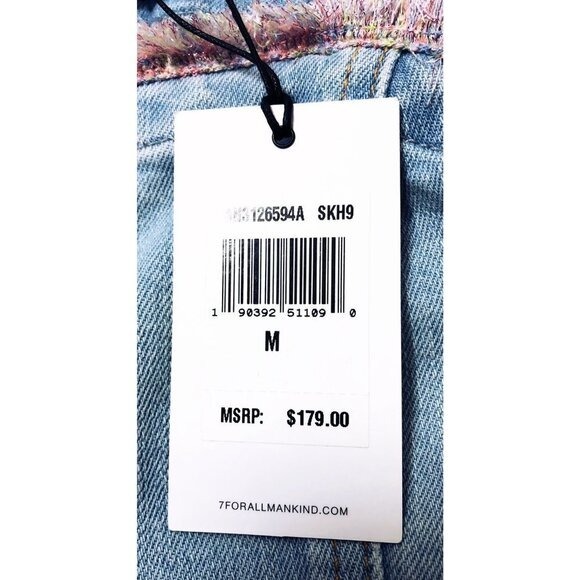 SKH9
1 90392 51109 0
M
MSRP: $179.00
7FORALLMANKIND.COM